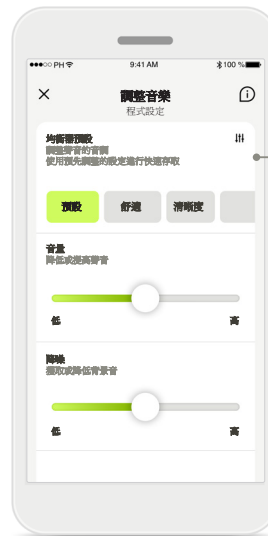 PH 9:41 AM 100 %
調整音樂
程式設定
均衡器預設
調整聲音的音調
使用預先調整的設定進行快速存取
預設 舒適 清晰度
音量
降低或提高聲音
低 高
降噪
獲取或降低背景音
低 高